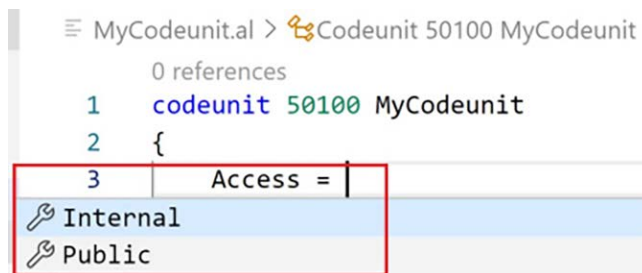 MyCodeunit.al > Codeunit 50100 MyCodeunit
0 references
1 codeunit 50100 MyCodeunit
2 {
3 Access =
Internal
Public